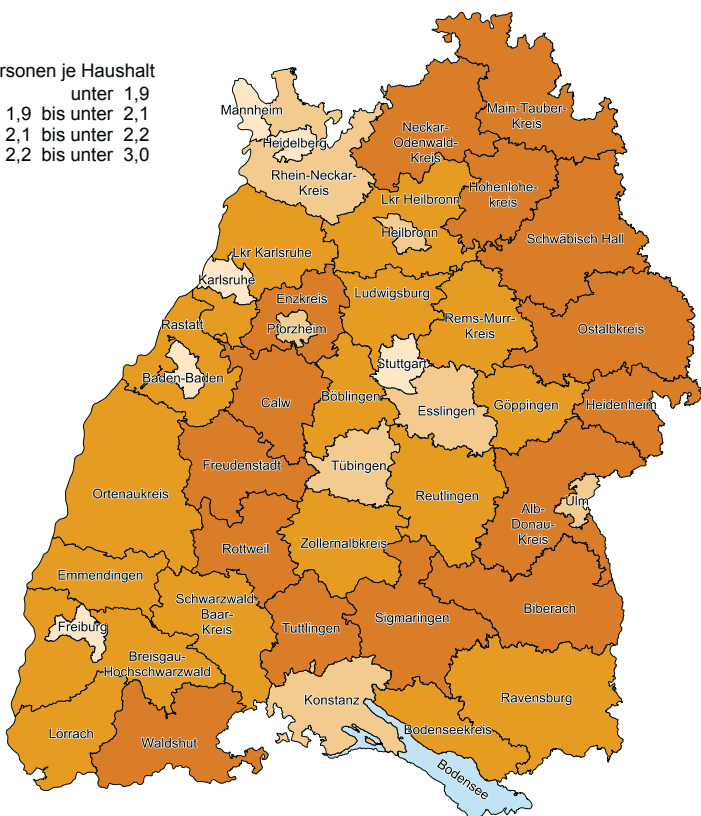 ersonen je Haushalt
unter 1,9
1,9 bis unter 2,1
2,1 bis unter 2,2
2,2 bis unter 3,0
Mannheim
Heidelberg
Rhein-Neckar-
Kreis
Neckar-
Odenwald-
Kreis
Main-Tauber-
Kreis
Hohenlohe-
kreis
Lkr Heilbronn
Heilbronn
Schwäbisch Hall
Lkr Karlsruhe
Karlsruhe
Enzkreis
Pforzheim
Ludwigsburg
Rems-Murr-
Kreis
Ostalbkreis
Rastatt
Baden-Baden
Stuttgart
Calw
Böblingen
Esslingen
Göppingen
Heidenheim
Freudenstadt
Tübingen
Reutlingen
Ortenaukreis
Alb-
Donau-
Kreis
Ulm
Rottweil
Zollernalbkreis
Emmendingen
Schwarzwald
Baar-
Kreis
Biberach
Freiburg
Tuttlingen
Sigmaringen
Breisgau-
Hochschwarzwald
Konstanz
Ravensburg
Lörrach
Waldshut
Bodenseekreis
Bodensee